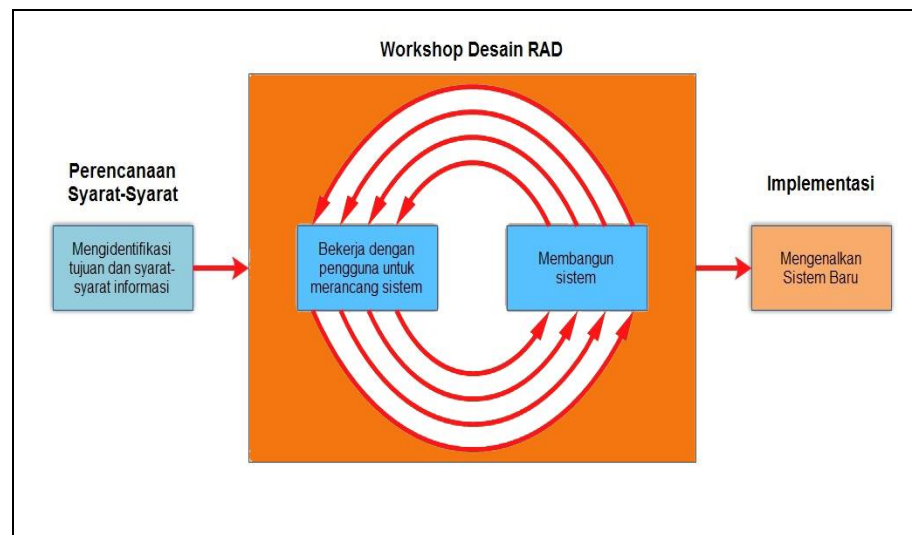 Workshop Desain RAD
Perencanaan
Syarat-Syarat
Mengidentifikasi
tujuan dan syarat-
syarat informasi
Bekerja dengan
pengguna untuk
merancang sistem
Membangun
sistem
Implementasi
Mengenalkan
Sistem Baru